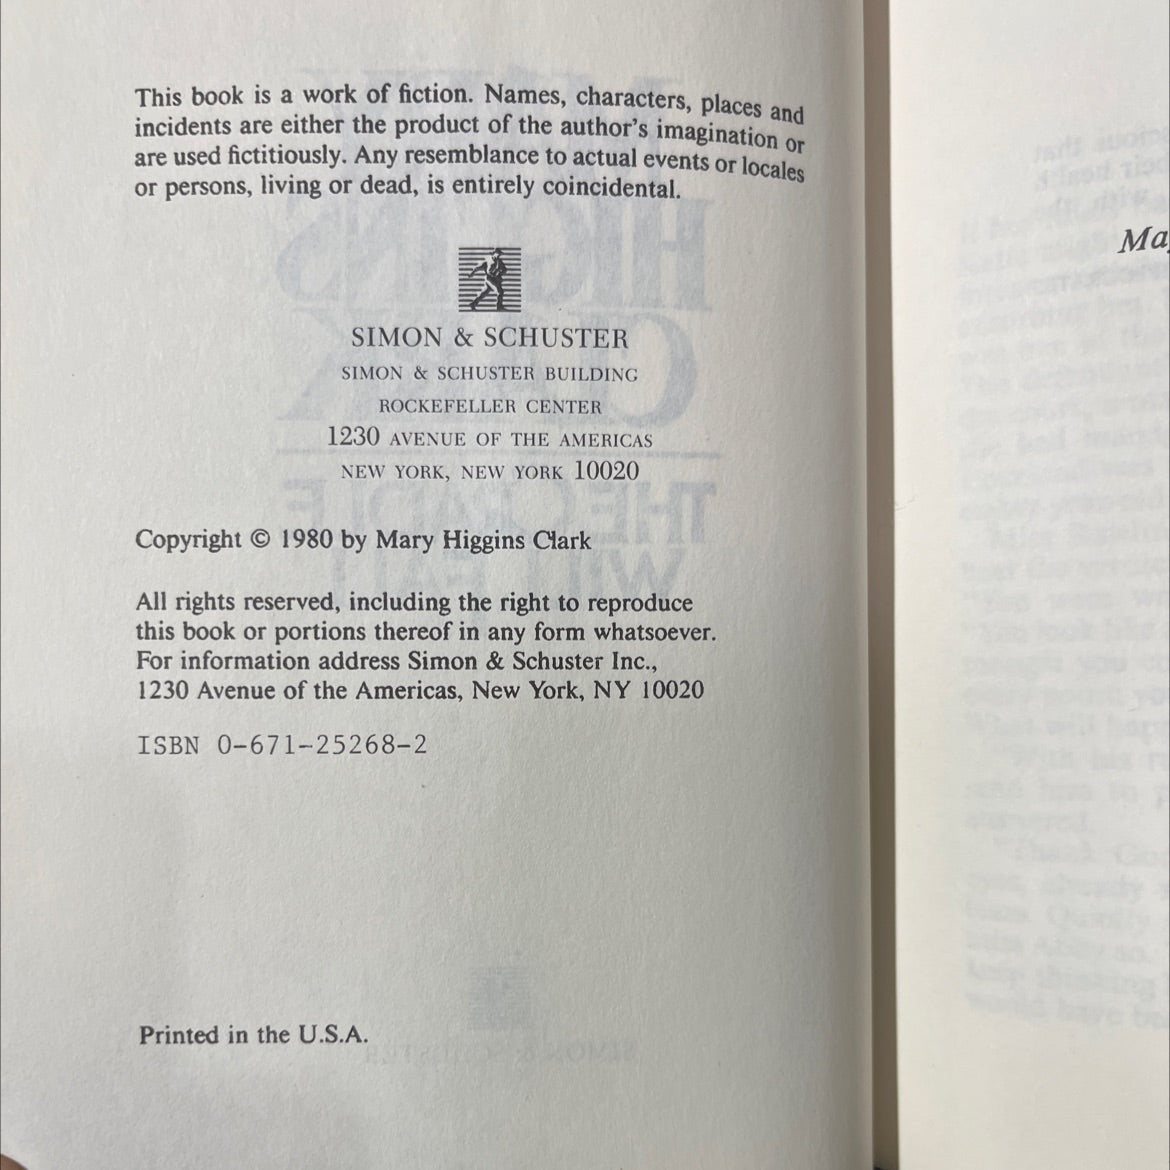 This book is a work of fiction. Names, characters, places and
incidents are either the product of the author's imagination or
are used fictitiously. Any resemblance to actual events or locales
or persons, living or dead, is entirely coincidental.
SIMON & SCHUSTER
SIMON & SCHUSTER BUILDING
ROCKEFELLER CENTER
1230 AVENUE OF THE AMERICAS
NEW YORK, NEW YORK 10020
Copyright © 1980 by Mary Higgins Clark
All rights reserved, including the right to reproduce
this book or portions thereof in any form whatsoever.
For information address Simon & Schuster Inc.,
1230 Avenue of the Americas, New York, NY 10020
ISBN 0-671-25268-2
Printed in the U.S.A.